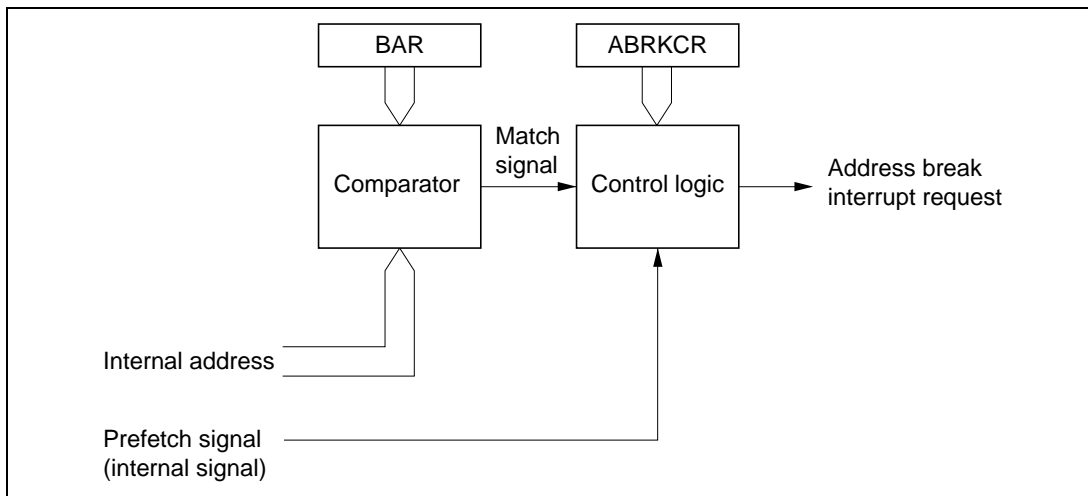 BAR
ABRKCR
Comparator
Match
signal
Control logic
Address break
interrupt request
Internal address
Prefetch signal
(internal signal)